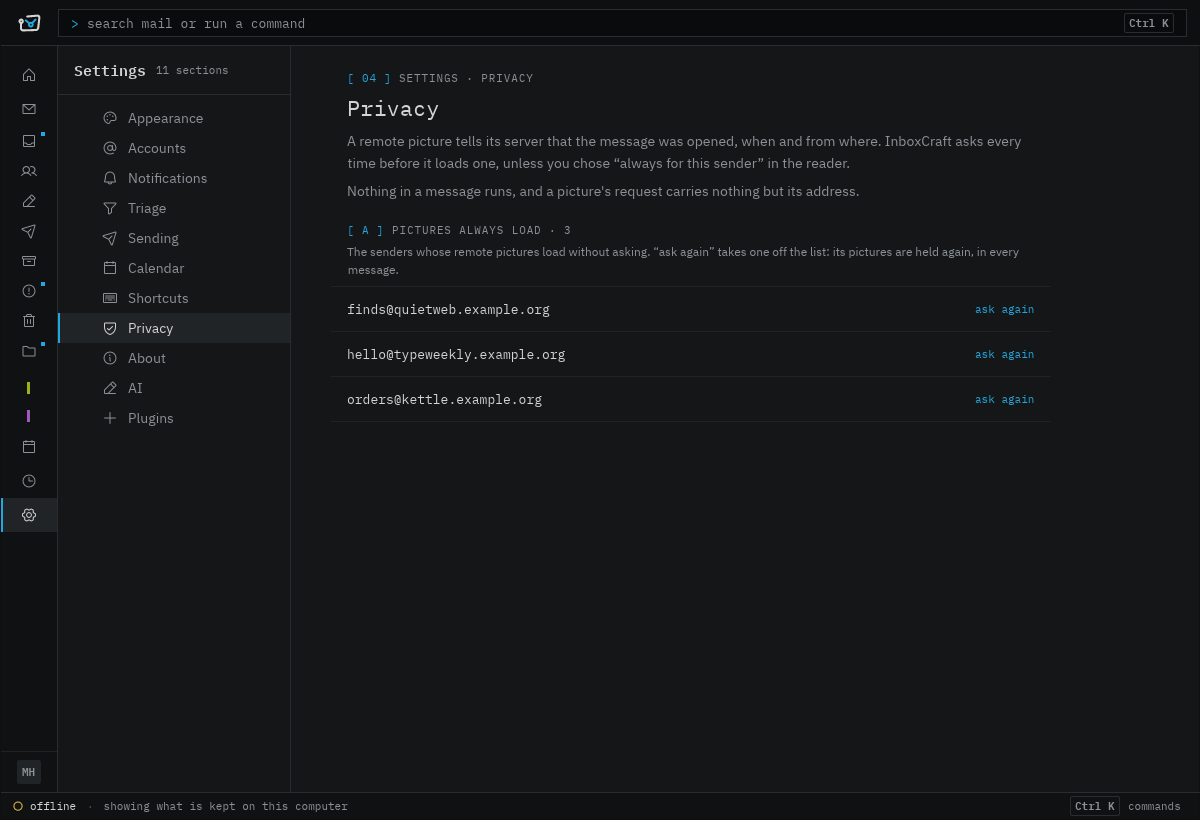 > search mail or run a command
Ctrl K
Settings 11 sections
Appearance
Accounts
Notifications
Triage
Sending
Calendar
Shortcuts
Privacy
About
AI
Plugins
[ 04 ] SETTINGS · PRIVACY
Privacy
A remote picture tells its server that the message was opened, when and from where. InboxCraft asks every
time before it loads one, unless you chose “always for this sender” in the reader.
Nothing in a message runs, and a picture's request carries nothing but its address.
[ A ] PICTURES ALWAYS LOAD · 3
The senders whose remote pictures load without asking. “ask again” takes one off the list: its pictures are held again, in every
message.
finds@quietweb.example.org ask again
hello@typeweekly.example.org ask again
orders@kettle.example.org ask again
MH
offline · showing what is kept on this computer
Ctrl K commands